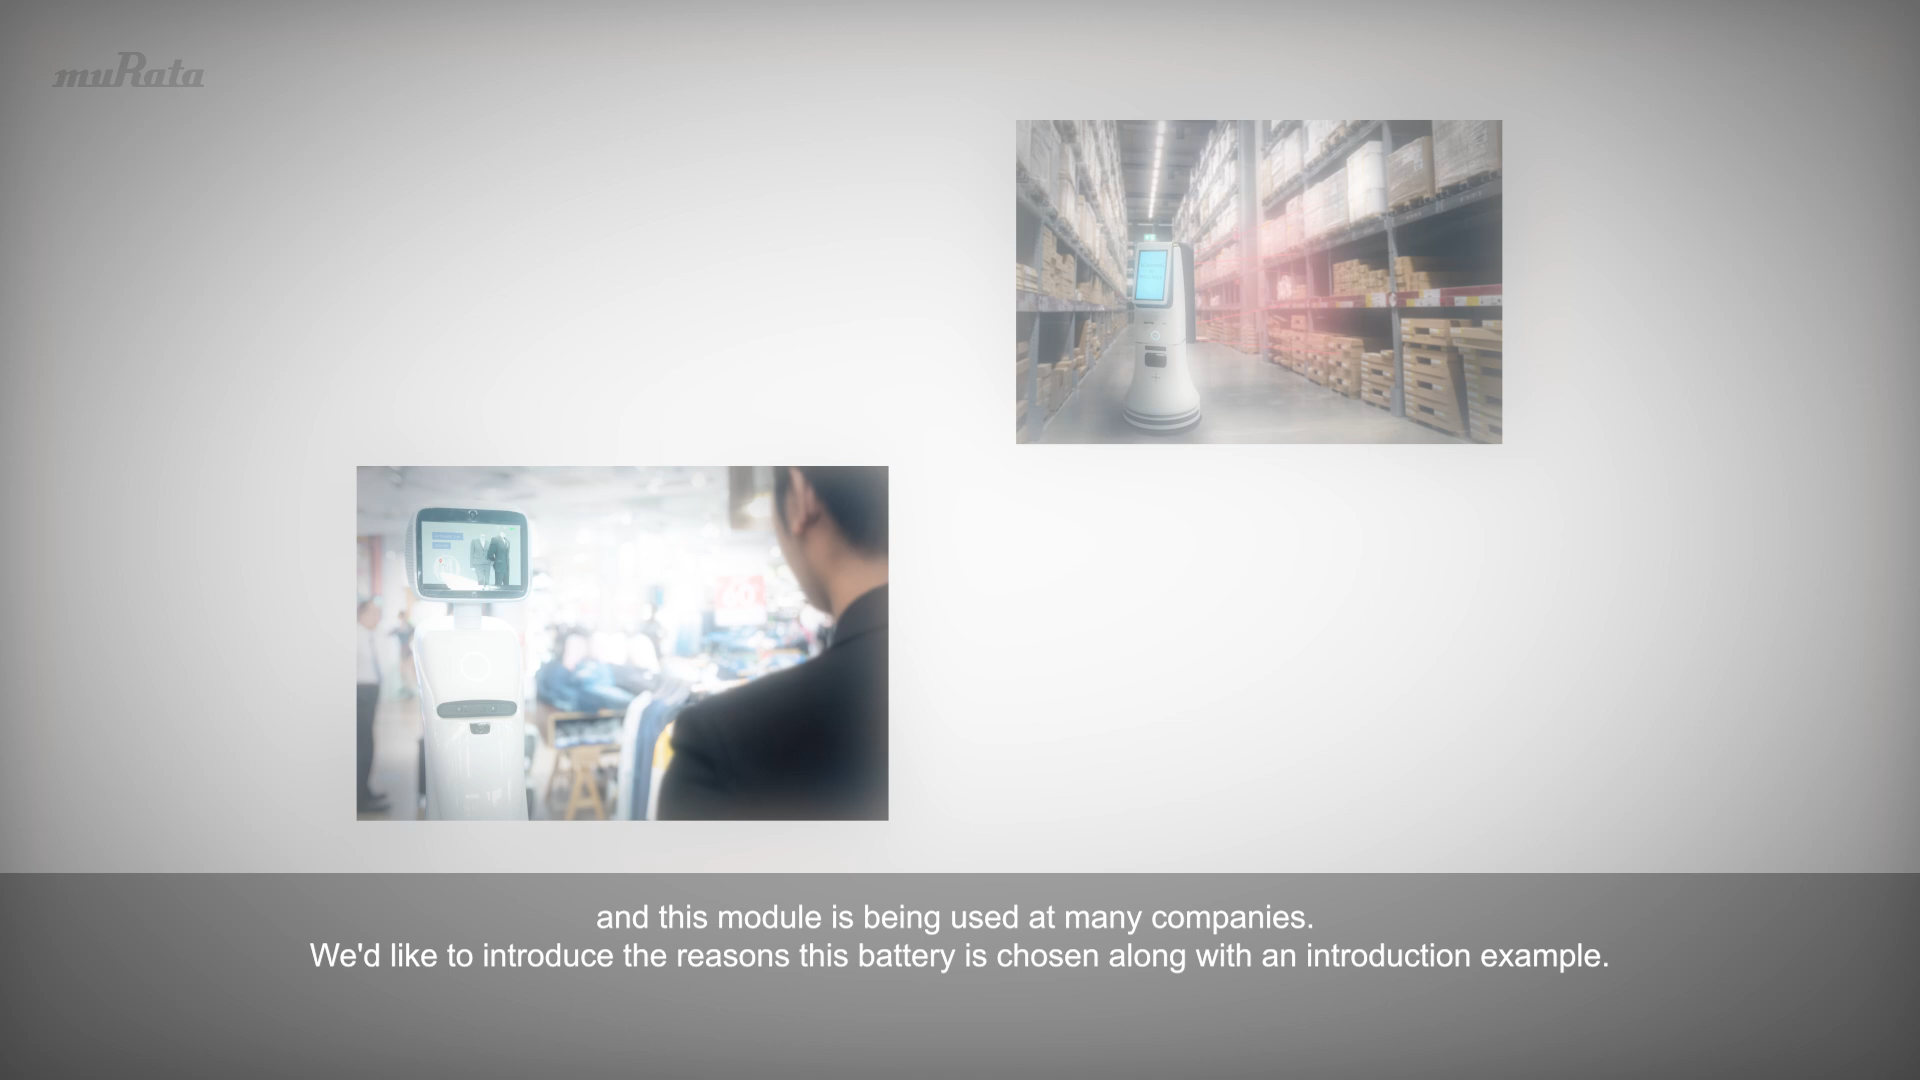 muRata
and this module is being used at many companies.
We'd like to introduce the reasons this battery is chosen along with an introduction example.